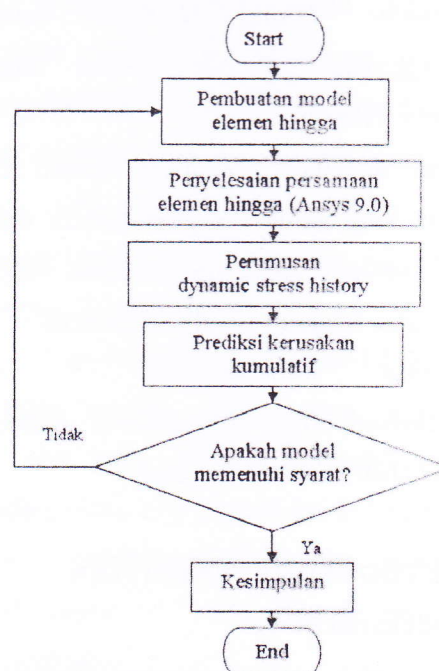 Start
Pembuatan model
elemen hingga
Penyelesaian persamaan
elemen hingga (Ansys 9.0)
Perumusan
dynamic stress history
Prediksi kerusakan
kumulatif
Tidak
Apakah model
memenuhi syarat?
Ya
Kesimpulan
End